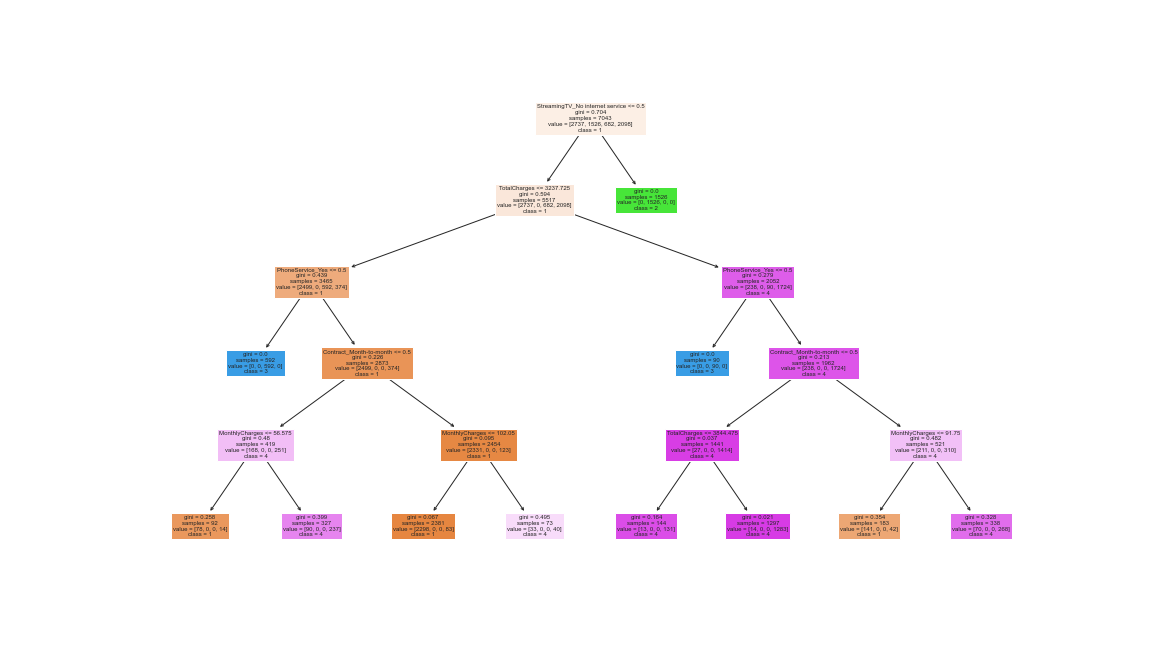 StreamingTV_No internet service <= 0.5
gini = 0.704
samples = 7043
value = [2737, 1526, 682, 2098]
class = 1
TotalCharges <= 3237.725
gini = 0.594
samples = 5517
value = [2737, 0, 682, 2098]
class = 1
gini = 0.0
samples = 1526
value = [0, 1526, 0, 0]
class = 2
PhoneService_Yes <= 0.5
gini = 0.439
samples = 3465
value = [2499, 0, 592, 374]
class = 1
PhoneService_Yes <= 0.5
gini = 0.279
samples = 2052
value = [238, 0, 90, 1724]
class = 4
gini = 0.0
samples = 592
value = [0, 0, 592, 0]
class = 3
Contract_Month-to-month <= 0.5
gini = 0.226
samples = 2873
value = [2499, 0, 0, 374]
class = 1
gini = 0.0
samples = 90
value = [0, 0, 90, 0]
class = 3
Contract_Month-to-month <= 0.5
gini = 0.213
samples = 1962
value = [238, 0, 0, 1724]
class = 4
MonthlyCharges <= 56.575
gini = 0.48
samples = 419
value = [168, 0, 0, 251]
class = 4
MonthlyCharges <= 102.05
gini = 0.095
samples = 2454
value = [2331, 0, 0, 123]
class = 1
TotalCharges <= 3844.475
gini = 0.037
samples = 1441
value = [27, 0, 0, 1414]
class = 4
MonthlyCharges <= 91.75
gini = 0.482
samples = 521
value = [211, 0, 0, 310]
class = 4
gini = 0.258
samples = 92
value = [78, 0, 0, 14]
class = 1
gini = 0.399
samples = 327
value = [90, 0, 0, 237]
class = 4
gini = 0.067
samples = 2381
value = [2298, 0, 0, 83]
class = 1
gini = 0.495
samples = 73
value = [33, 0, 0, 40]
class = 4
gini = 0.164
samples = 144
value = [13, 0, 0, 131]
class = 4
gini = 0.021
samples = 1297
value = [14, 0, 0, 1283]
class = 4
gini = 0.354
samples = 183
value = [141, 0, 0, 42]
class = 1
gini = 0.328
samples = 338
value = [70, 0, 0, 268]
class = 4